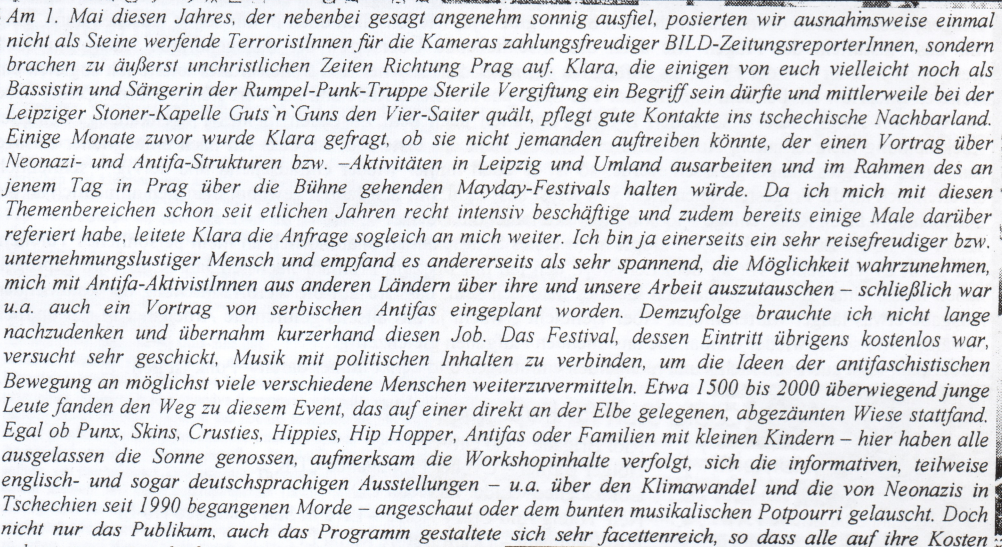 Am 1. Mai diesen Jahres, der nebenbei gesagt angenehm sonnig ausfiel, posierten wir ausnahmsweise einmal
nicht als Steine werfende TerroristInnen für die Kameras zahlungsfreudiger BILD-ZeitungsreporterInnen, sondern
brachen zu äußerst unchristlichen Zeiten Richtung Prag auf. Klara, die einigen von euch vielleicht noch als
Bassistin und Sängerin der Rumpel-Punk-Truppe Sterile Vergiftung ein Begriff sein dürfte und mittlerweile bei der
Leipziger Stoner-Kapelle Guts`n`Guns den Vier-Saiter quält, pflegt gute Kontakte ins tschechische Nachbarland.
Einige Monate zuvor wurde Klara gefragt, ob sie nicht jemanden auftreiben könnte, der einen Vortrag über
Neonazi- und Antifa-Strukturen bzw. –Aktivitäten in Leipzig und Umland ausarbeiten und im Rahmen des an
jenem Tag in Prag über die Bühne gehenden Mayday-Festivals halten würde. Da ich mich mit diesen
Themenbereichen schon seit etlichen Jahren recht intensiv beschäftige und zudem bereits einige Male darüber
referiert habe, leitete Klara die Anfrage sogleich an mich weiter. Ich bin ja einerseits ein sehr reisefreudiger bzw.
unternehmungslustiger Mensch und empfand es andererseits als sehr spannend, die Möglichkeit wahrzunehmen,
mich mit Antifa-AktivistInnen aus anderen Ländern über ihre und unsere Arbeit auszutauschen – schließlich war
u.a. auch ein Vortrag von serbischen Antifas eingeplant worden. Demzufolge brauchte ich nicht lange
nachzudenken und übernahm kurzerhand diesen Job. Das Festival, dessen Eintritt übrigens kostenlos war,
versucht sehr geschickt, Musik mit politischen Inhalten zu verbinden, um die Ideen der antifaschistischen
Bewegung an möglichst viele verschiedene Menschen weiterzuvermitteln. Etwa 1500 bis 2000 überwiegend junge
Leute fanden den Weg zu diesem Event, das auf einer direkt an der Elbe gelegenen, abgezäunten Wiese stattfand.
Egal ob Punx, Skins, Crusties, Hippies, Hip Hopper, Antifas oder Familien mit kleinen Kindern – hier haben alle
ausgelassen die Sonne genossen, aufmerksam die Workshopinhalte verfolgt, sich die informativen, teilweise
englisch- und sogar deutschsprachigen Ausstellungen – u.a. über den Klimawandel und die von Neonazis in
Tschechien seit 1990 begangenen Morde – angeschaut oder dem bunten musikalischen Potpourri gelauscht. Doch
nicht nur das Publikum, auch das Programm gestaltete sich sehr facettenreich, so dass alle auf ihre Kosten